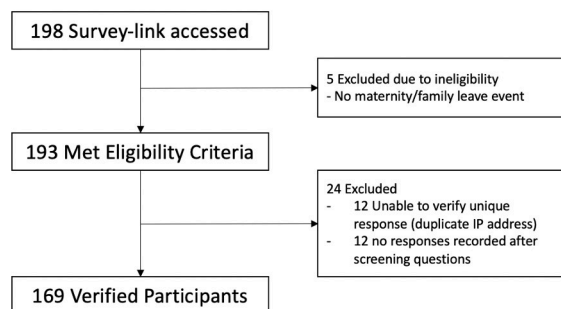 198 Survey-link accessed
5 Excluded due to ineligibility
- No maternity/family leave event
193 Met Eligibility Criteria
24 Excluded
- 12 Unable to verify unique
response (duplicate IP address)
- 12 no responses recorded after
screening questions
169 Verified Participants